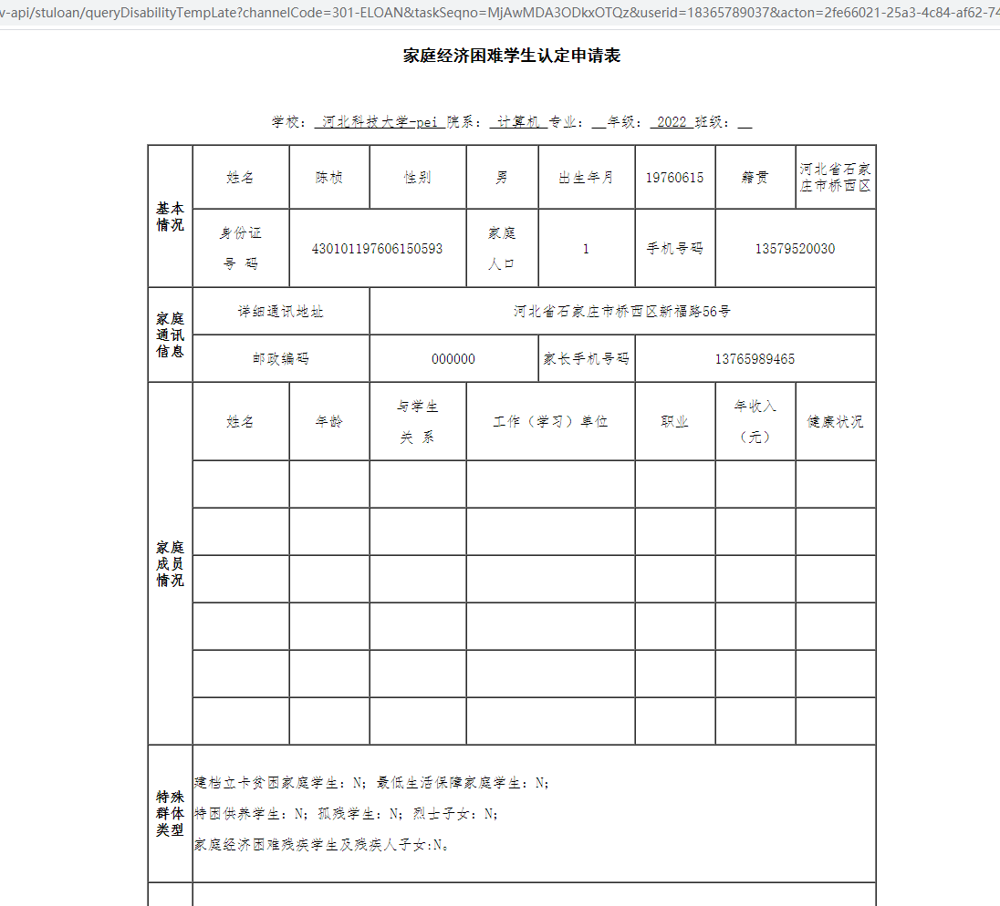 v-api/stuloan/queryDisabilityTempLate?channelCode=301-ELOAN&taskSeqno=MjAwMDA3ODkxOTQz&userid=18365789037&acton=2fe66021-25a3-4c84-af62-74
家庭经济困难学生认定申请表
学校： 河北科技大学-pei 院系： 计算机 专业： 年级： 2022 班级：
基本
情况
姓名 陈桢 性别 男 出生年月 19760615 籍贯 河北省石家
庄市桥西区
身份证
号 码
430101197606150593
家庭
人口
1 手机号码 13579520030
家庭
通讯
信息
详细通讯地址 河北省石家庄市桥西区新福路56号
邮政编码 000000 家长手机号码 13765989465
家庭
成员
情况
姓名 年龄 与学生
关 系
工作（学习）单位 职业 年收入
（元）
健康状况
特殊
群体
类型
建档立卡贫困家庭学生：N；最低生活保障家庭学生：N；
特困供养学生：N；孤残学生：N；烈士子女：N；
家庭经济困难残疾学生及残疾人子女:N。